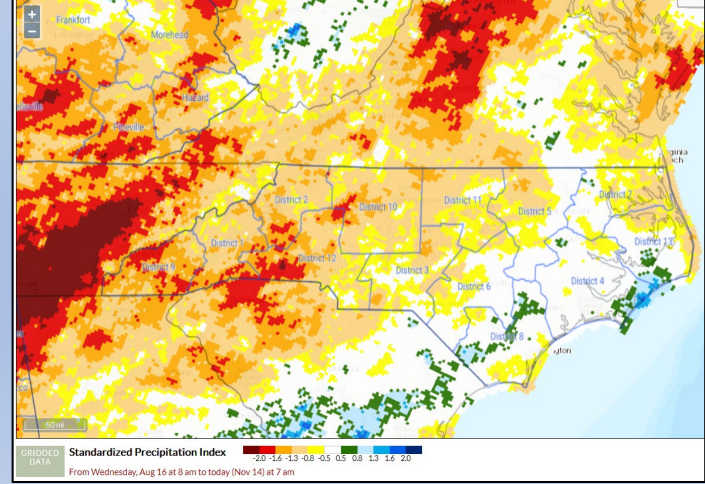 +
Frankfort
−
Morehead
Hazard
District 2
District 10
District 11
District 7
District 5
District 1
District 13
District 12
District 9
District 3
District 4
District 6
District 8
50 mi
GRIDDED
DATA
Standardized Precipitation Index
-2.0 -1.6 -1.3 -0.8 -0.5 0.5 0.8 1.3 1.6 2.0
From Wednesday, Aug 16 at 8 am to today (Nov 14) at 7 am